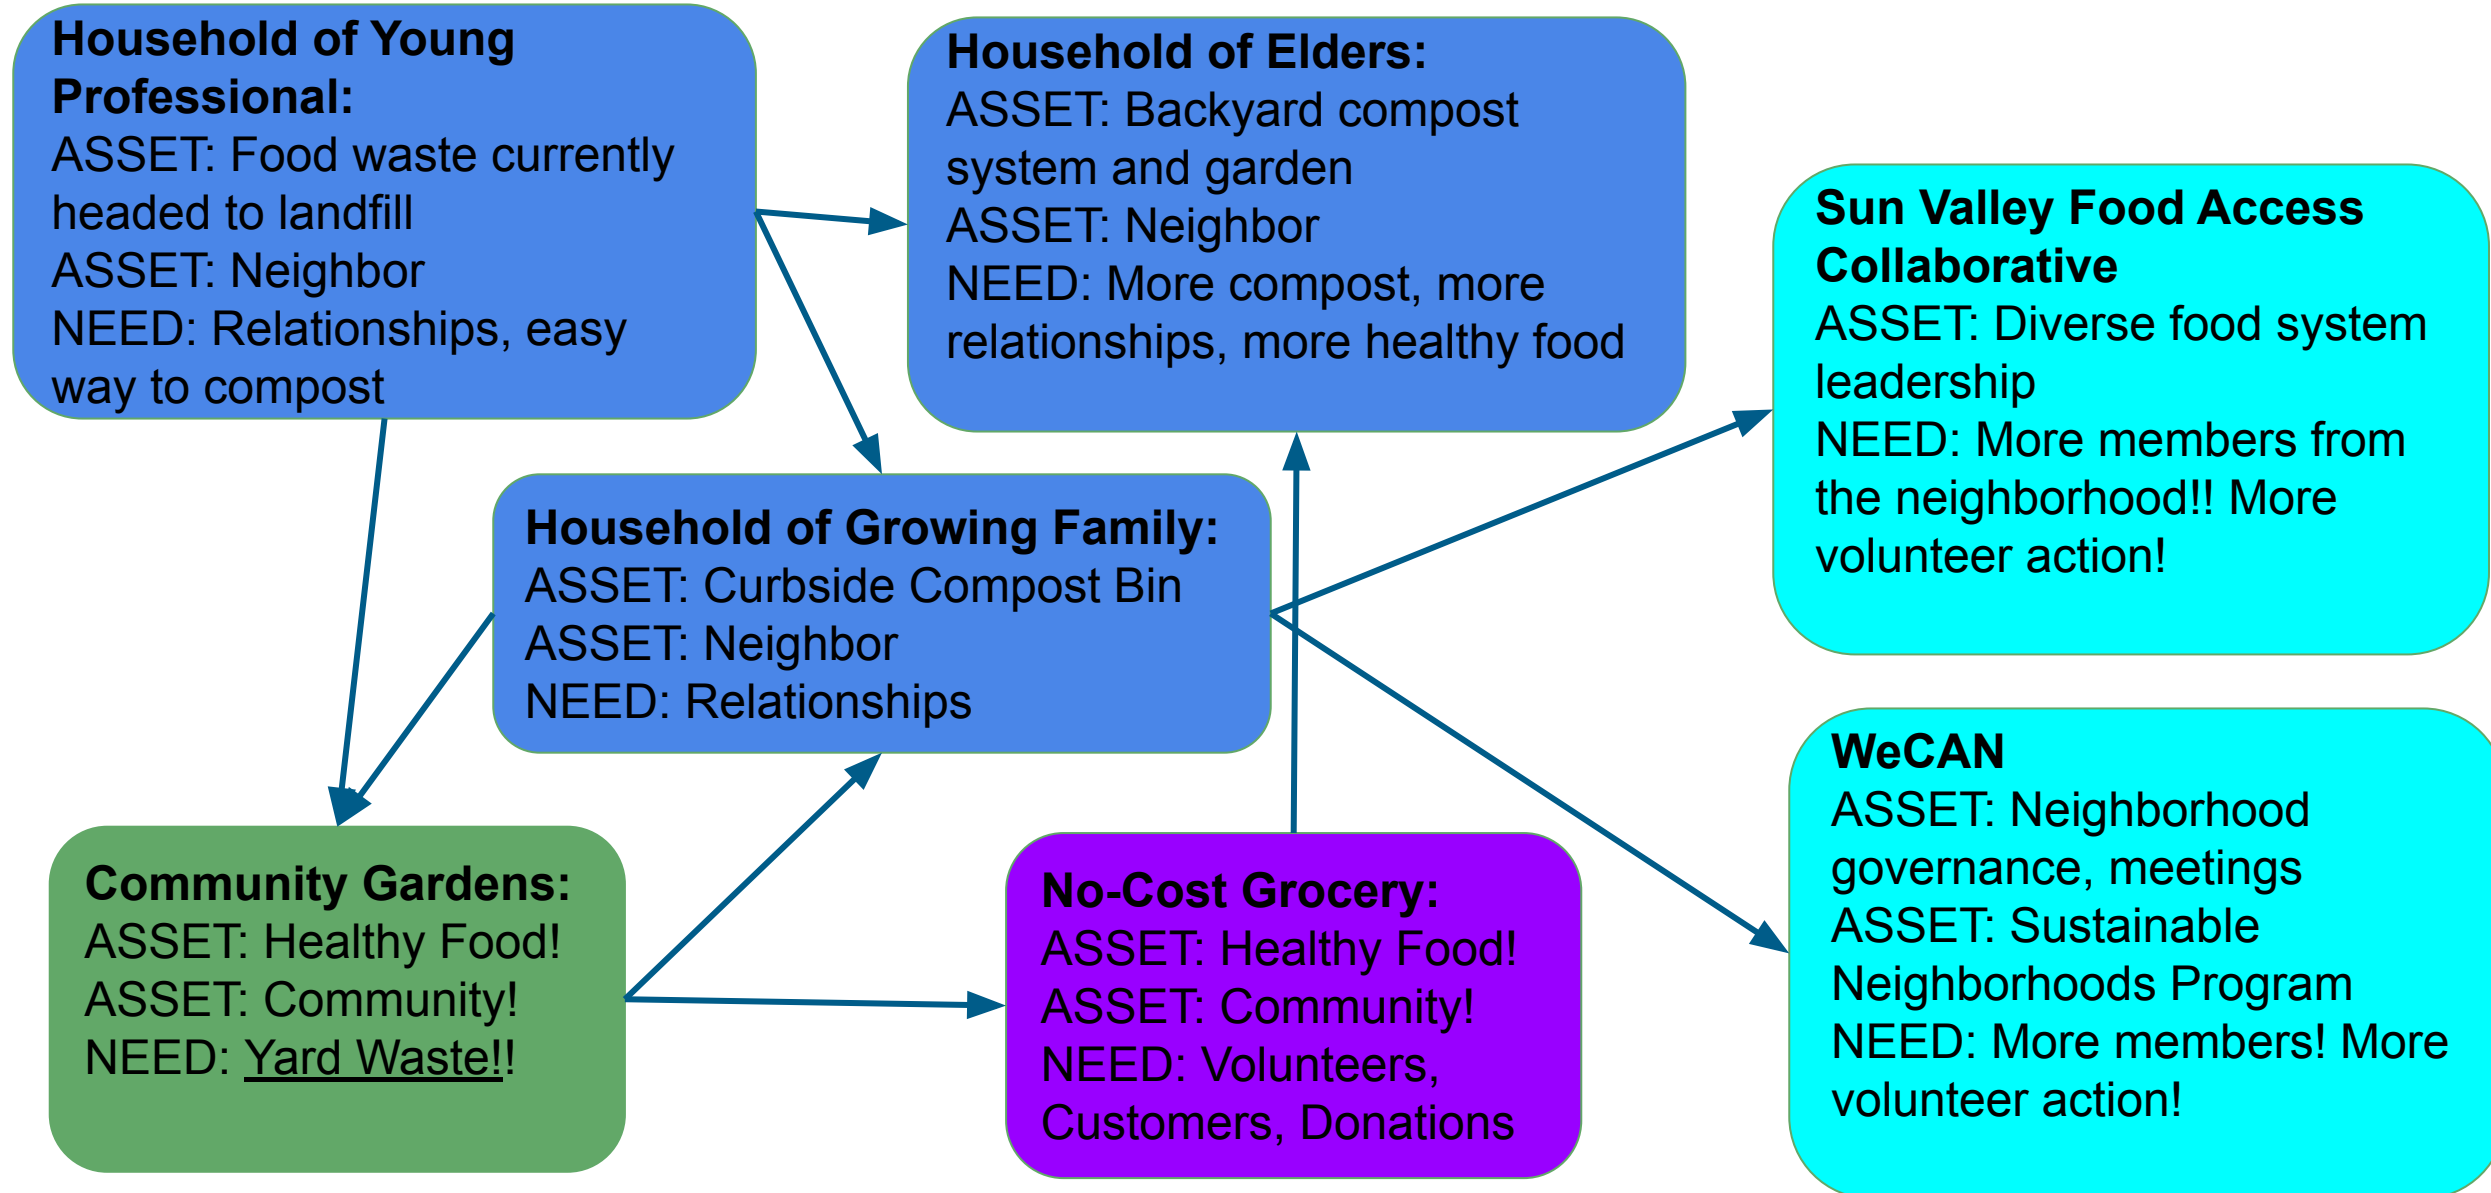 Household of Young
Professional:
ASSET: Food waste currently
headed to landfill
ASSET: Neighbor
NEED: Relationships, easy
way to compost
Household of Elders:
ASSET: Backyard compost
system and garden
ASSET: Neighbor
NEED: More compost, more
relationships, more healthy food
Sun Valley Food Access
Collaborative
ASSET: Diverse food system
leadership
NEED: More members from
the neighborhood!! More
volunteer action!
Household of Growing Family:
ASSET: Curbside Compost Bin
ASSET: Neighbor
NEED: Relationships
Community Gardens:
ASSET: Healthy Food!
ASSET: Community!
NEED: Yard Waste!!
No-Cost Grocery:
ASSET: Healthy Food!
ASSET: Community!
NEED: Volunteers,
Customers, Donations
WeCAN
ASSET: Neighborhood
governance, meetings
ASSET: Sustainable
Neighborhoods Program
NEED: More members! More
volunteer action!